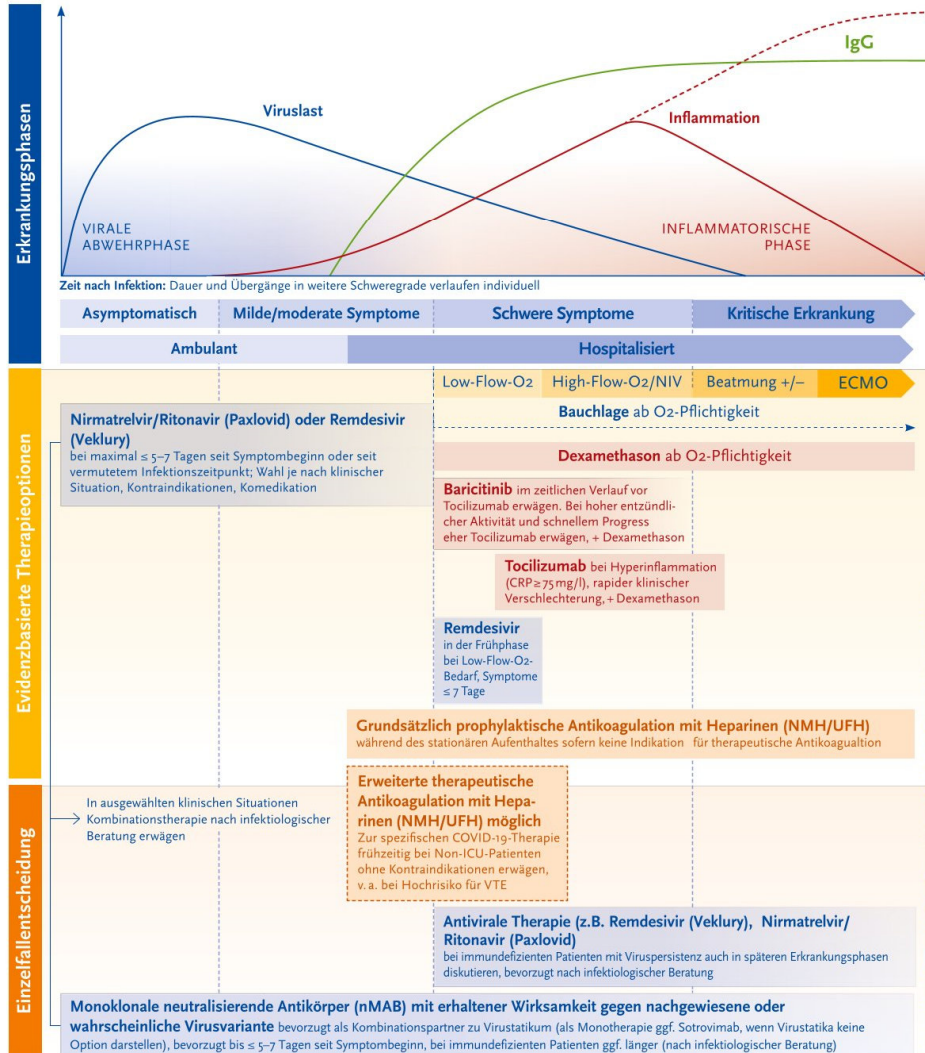 Erkrankungsphasen
IgG
Viruslast
Inflammation
VIRALE
ABWEHRPHASE
INFLAMMATORISCHE
PHASE
Zeit nach Infektion: Dauer und Übergänge in weitere Schweregrade verlaufen individuell
Asymptomatisch
Milde/moderate Symptome
Schwere Symptome
Kritische Erkrankung
Ambulant
Hospitalisiert
Evidenzbasierte Therapieoptionen
Low-Flow-O2
High-Flow-O2/NIV
Beatmung +/–
ECMO
Nirmatrelvir/Ritonavir (Paxlovid) oder Remdesivir
(Veklury)
bei maximal ≤ 5–7 Tagen seit Symptombeginn oder seit
vermutetem Infektionszeitpunkt; Wahl je nach klinischer
Situation, Kontraindikationen, Komedikation
Bauchlage ab O2-Pflichtigkeit
Dexamethason ab O2-Pflichtigkeit
Baricitinib im zeitlichen Verlauf vor
Tocilizumab erwägen. Bei hoher entzündli-
cher Aktivität und schnellem Progress
eher Tocilizumab erwägen, + Dexamethason
Tocilizumab bei Hyperinflammation
(CRP ≥ 75 mg/l), rapider klinischer
Verschlechterung, + Dexamethason
Remdesivir
in der Frühphase
bei Low-Flow-O2-
Bedarf, Symptome
≤ 7 Tage
Grundsätzlich prophylaktische Antikoagulation mit Heparinen (NMH/UFH)
während des stationären Aufenthaltes sofern keine Indikation für therapeutische Antikoagualtion
Einzelfallentscheidung
In ausgewählten klinischen Situationen
Kombinationstherapie nach infektiologischer
Beratung erwägen
Erweiterte therapeutische
Antikoagulation mit Hepa-
rinen (NMH/UFH) möglich
Zur spezifischen COVID-19-Therapie
frühzeitig bei Non-ICU-Patienten
ohne Kontraindikationen erwägen,
v. a. bei Hochrisiko für VTE
Antivirale Therapie (z.B. Remdesivir (Veklury), Nirmatrelvir/
Ritonavir (Paxlovid)
bei immundefizienten Patienten mit Viruspersistenz auch in späteren Erkrankungsphasen
diskutieren, bevorzugt nach infektiologischer Beratung
Monoklonale neutralisierende Antikörper (nMAB) mit erhaltener Wirksamkeit gegen nachgewiesene oder
wahrscheinliche Virusvariante bevorzugt als Kombinationspartner zu Virustatikum (als Monotherapie ggf. Sotrovimab, wenn Virustatika keine
Option darstellen), bevorzugt bis ≤ 5–7 Tagen seit Symptombeginn, bei immundefizienten Patienten ggf. länger (nach infektiologischer Beratung)